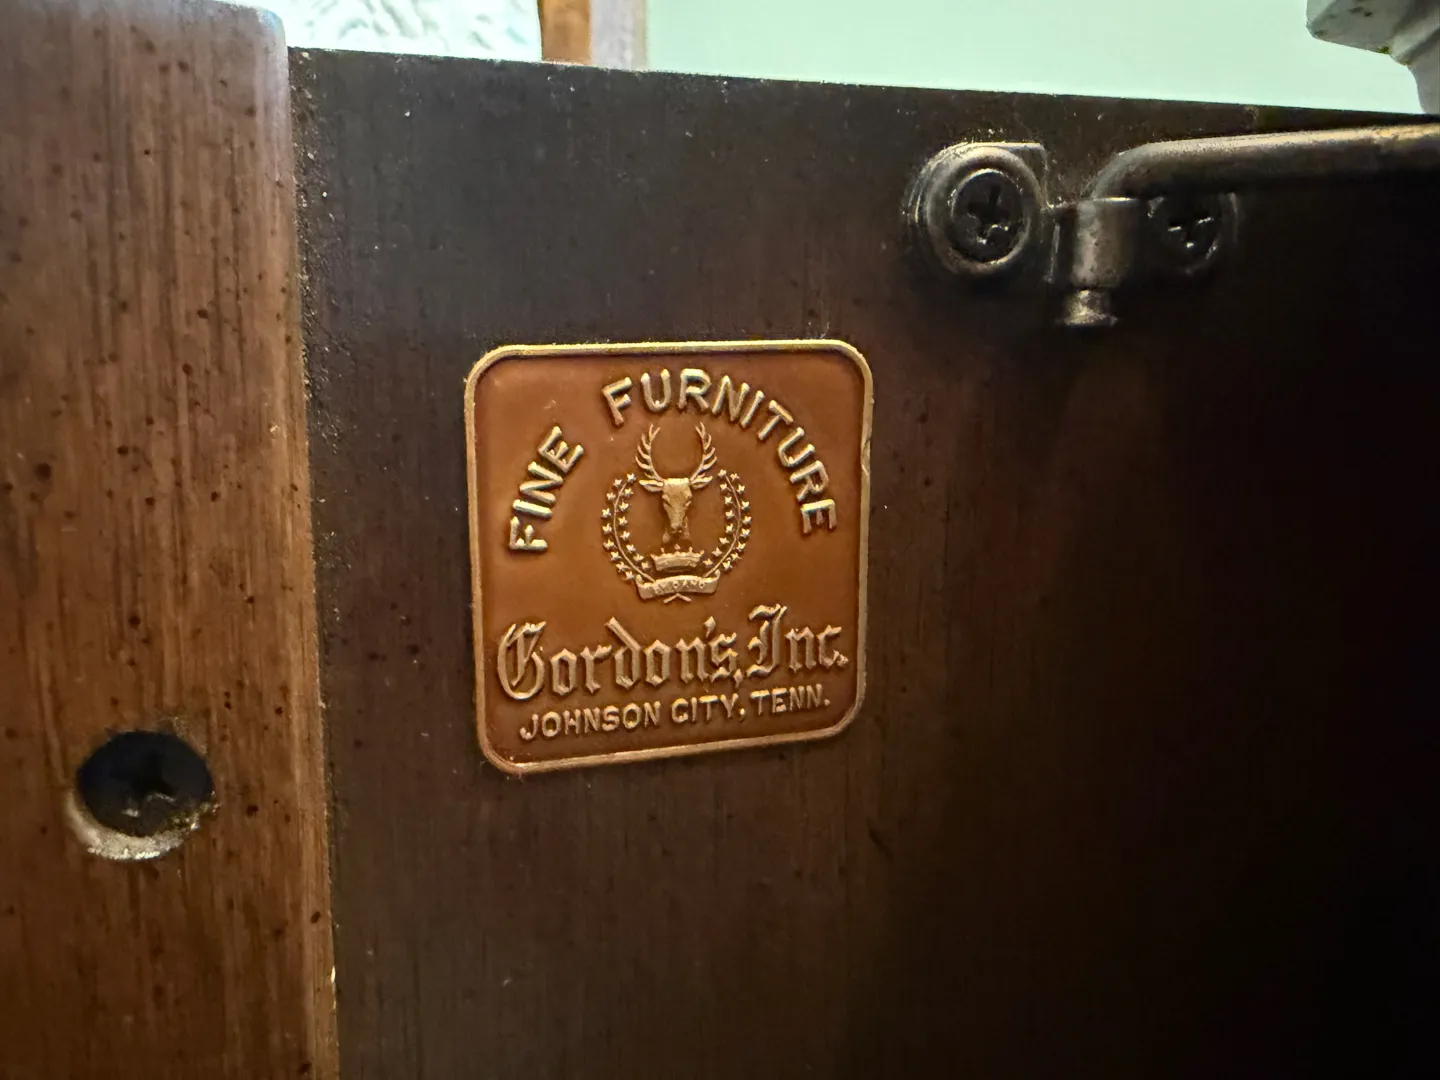 FINE FURNITURE
Gordon's, Inc.
JOHNSON CITY, TENN.